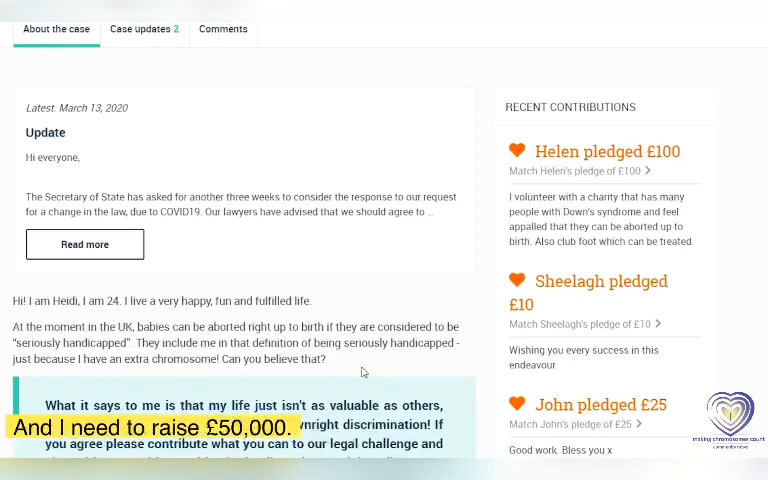 About the case
Case updates 2
Comments
Latest: March 13, 2020
Update
Hi everyone,
The Secretary of State has asked for another three weeks to consider the response to our request
for a change in the law, due to COVID19. Our lawyers have advised that we should agree to ...
Read more
Hi! I am Heidi, I am 24. I live a very happy, fun and fulfilled life.
At the moment in the UK, babies can be aborted right up to birth if they are considered to be
“seriously handicapped”. They include me in that definition of being seriously handicapped -
just because I have an extra chromosome! Can you believe that?
What it says to me is that my life just isn't as valuable as others,
wnright discrimination! If
you agree please contribute what you can to our legal challenge and
And I need to raise £50,000.
RECENT CONTRIBUTIONS
Helen pledged £100
Match Helen's pledge of £100
I volunteer with a charity that has many
people with Down's syndrome and feel
appalled that they can be aborted up to
birth. Also club foot which can be treated.
Sheelagh pledged
£10
Match Sheelagh's pledge of £10
Wishing you every success in this
endeavour.
John pledged £25
Match John's pledge of £25
Good work. Bless you x
making chromosomes count
community news